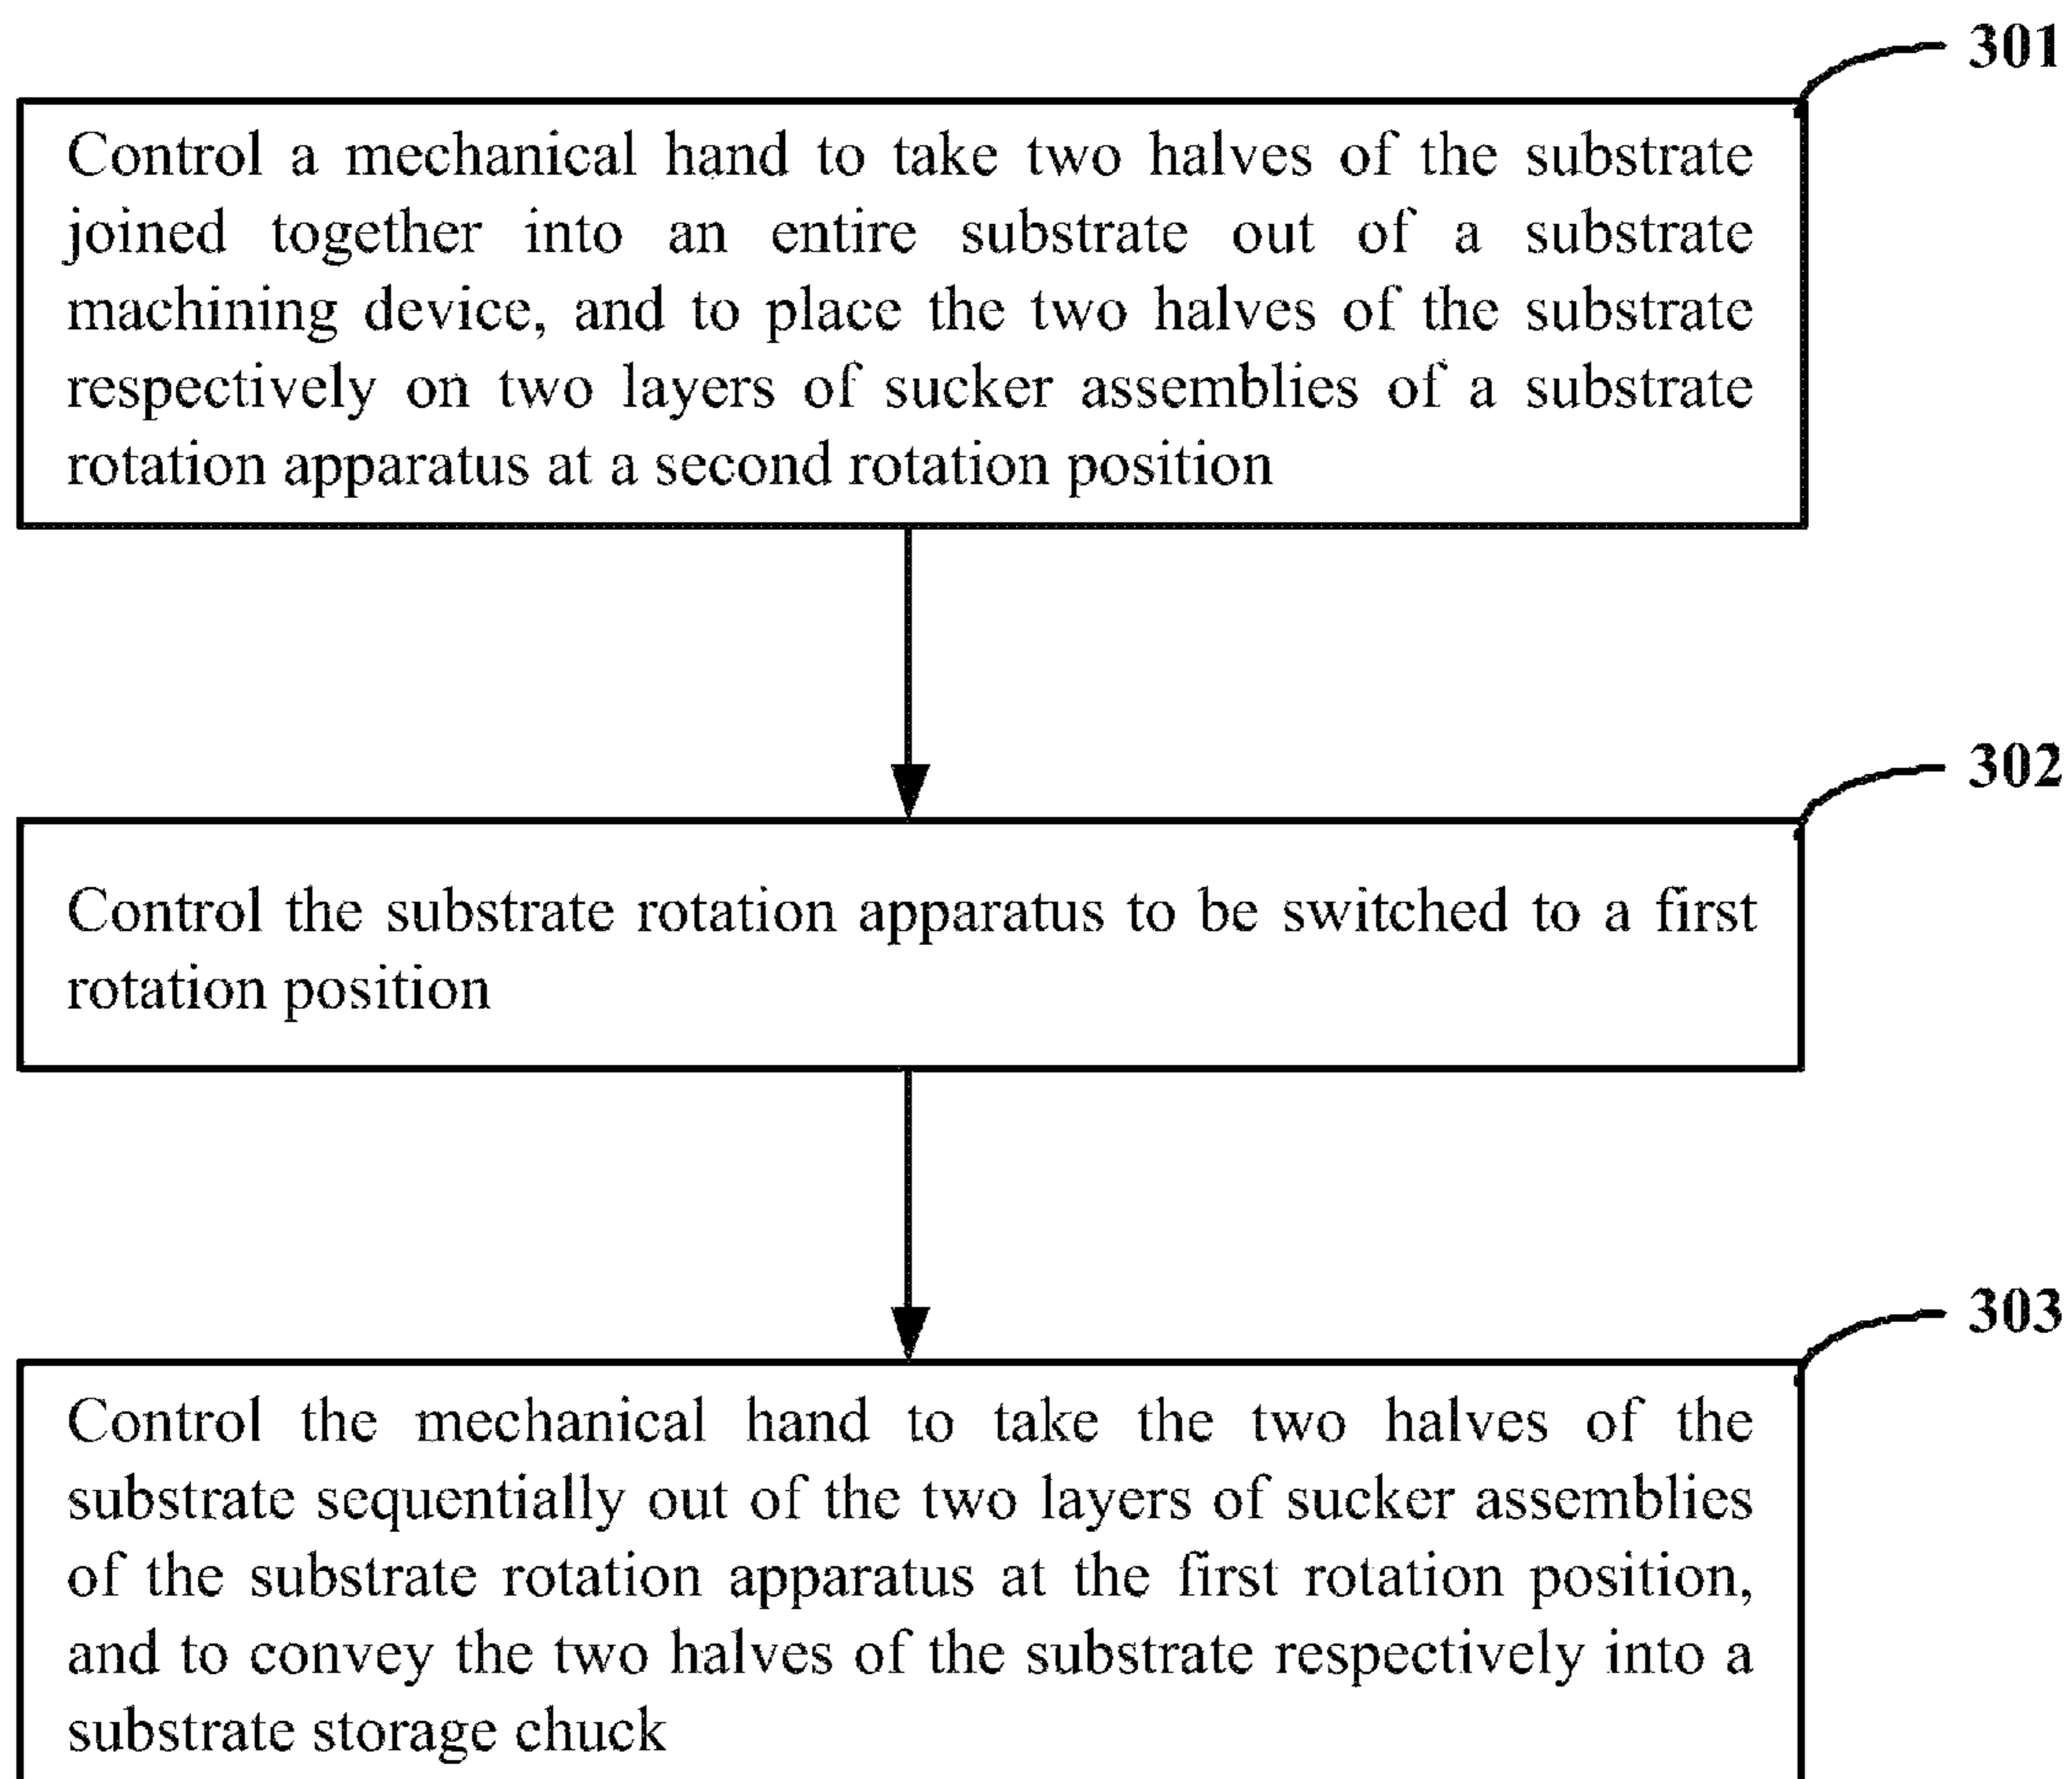 301
Control a mechanical hand to take two halves of the substrate
joined together into an entire substrate out of a substrate
machining device, and to place the two halves of the substrate
respectively on two layers of sucker assemblies of a substrate
rotation apparatus at a second rotation position
302
Control the substrate rotation apparatus to be switched to a first
rotation position
303
Control the mechanical hand to take the two halves of the
substrate sequentially out of the two layers of sucker assemblies
of the substrate rotation apparatus at the first rotation position,
and to convey the two halves of the substrate respectively into a
substrate storage chuck